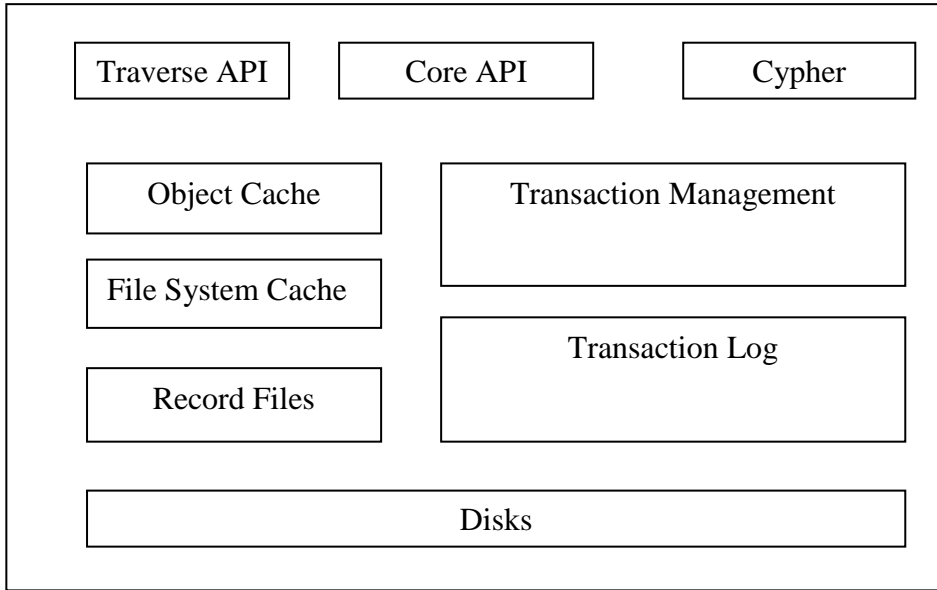 Traverse API
Core API
Cypher
Object Cache
Transaction Management
File System Cache
Transaction Log
Record Files
Disks